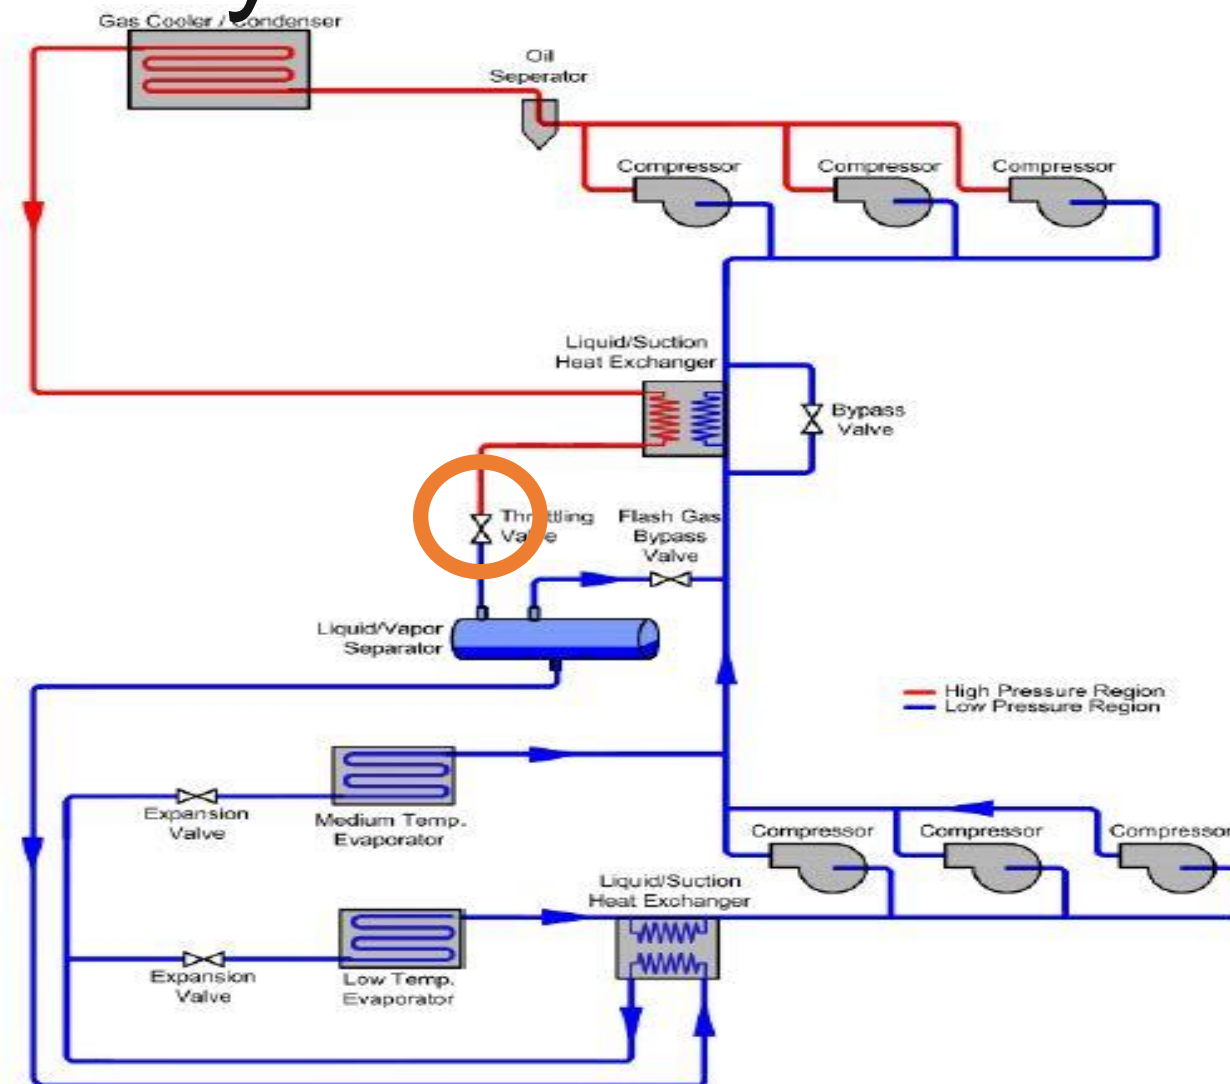 y
Gas Cooler / Condenser
Oil
Seperator
Compressor
Compressor
Compressor
Liquid/Suction
Heat Exchanger
Bypass
Valve
Throttling
Valve
Flash Gas
Bypass
Valve
Liquid/Vapor
Separator
High Pressure Region
Low Pressure Region
Expansion
Valve
Medium Temp.
Evaporator
Compressor
Compressor
Compressor
Liquid/Suction
Heat Exchanger
Expansion
Valve
Low Temp.
Evaporator